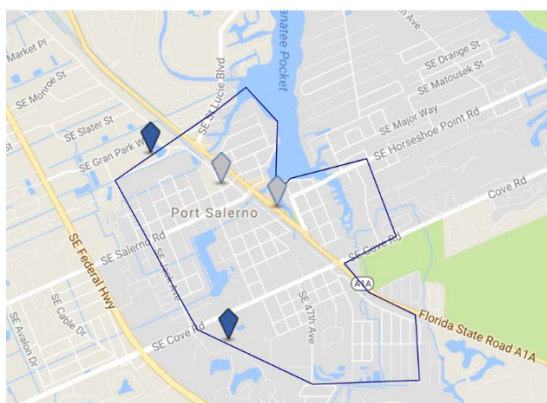 Market Pl
SE Monroe St
SE Slater St
SE Gran Park W
SE St Lucie Blvd
anatee Pocket
SE Orange St
SE Matousek St
SE Major Way
SE Horseshoe Point Rd
Cove Rd
Port Salerno
SE Salerno Rd
SE Cove Rd
SE Federal Hwy
SE Cable Dr
SE Avalon Dr
SE Cove Rd
SE 47th Ave
A1A
Florida State Road A1A